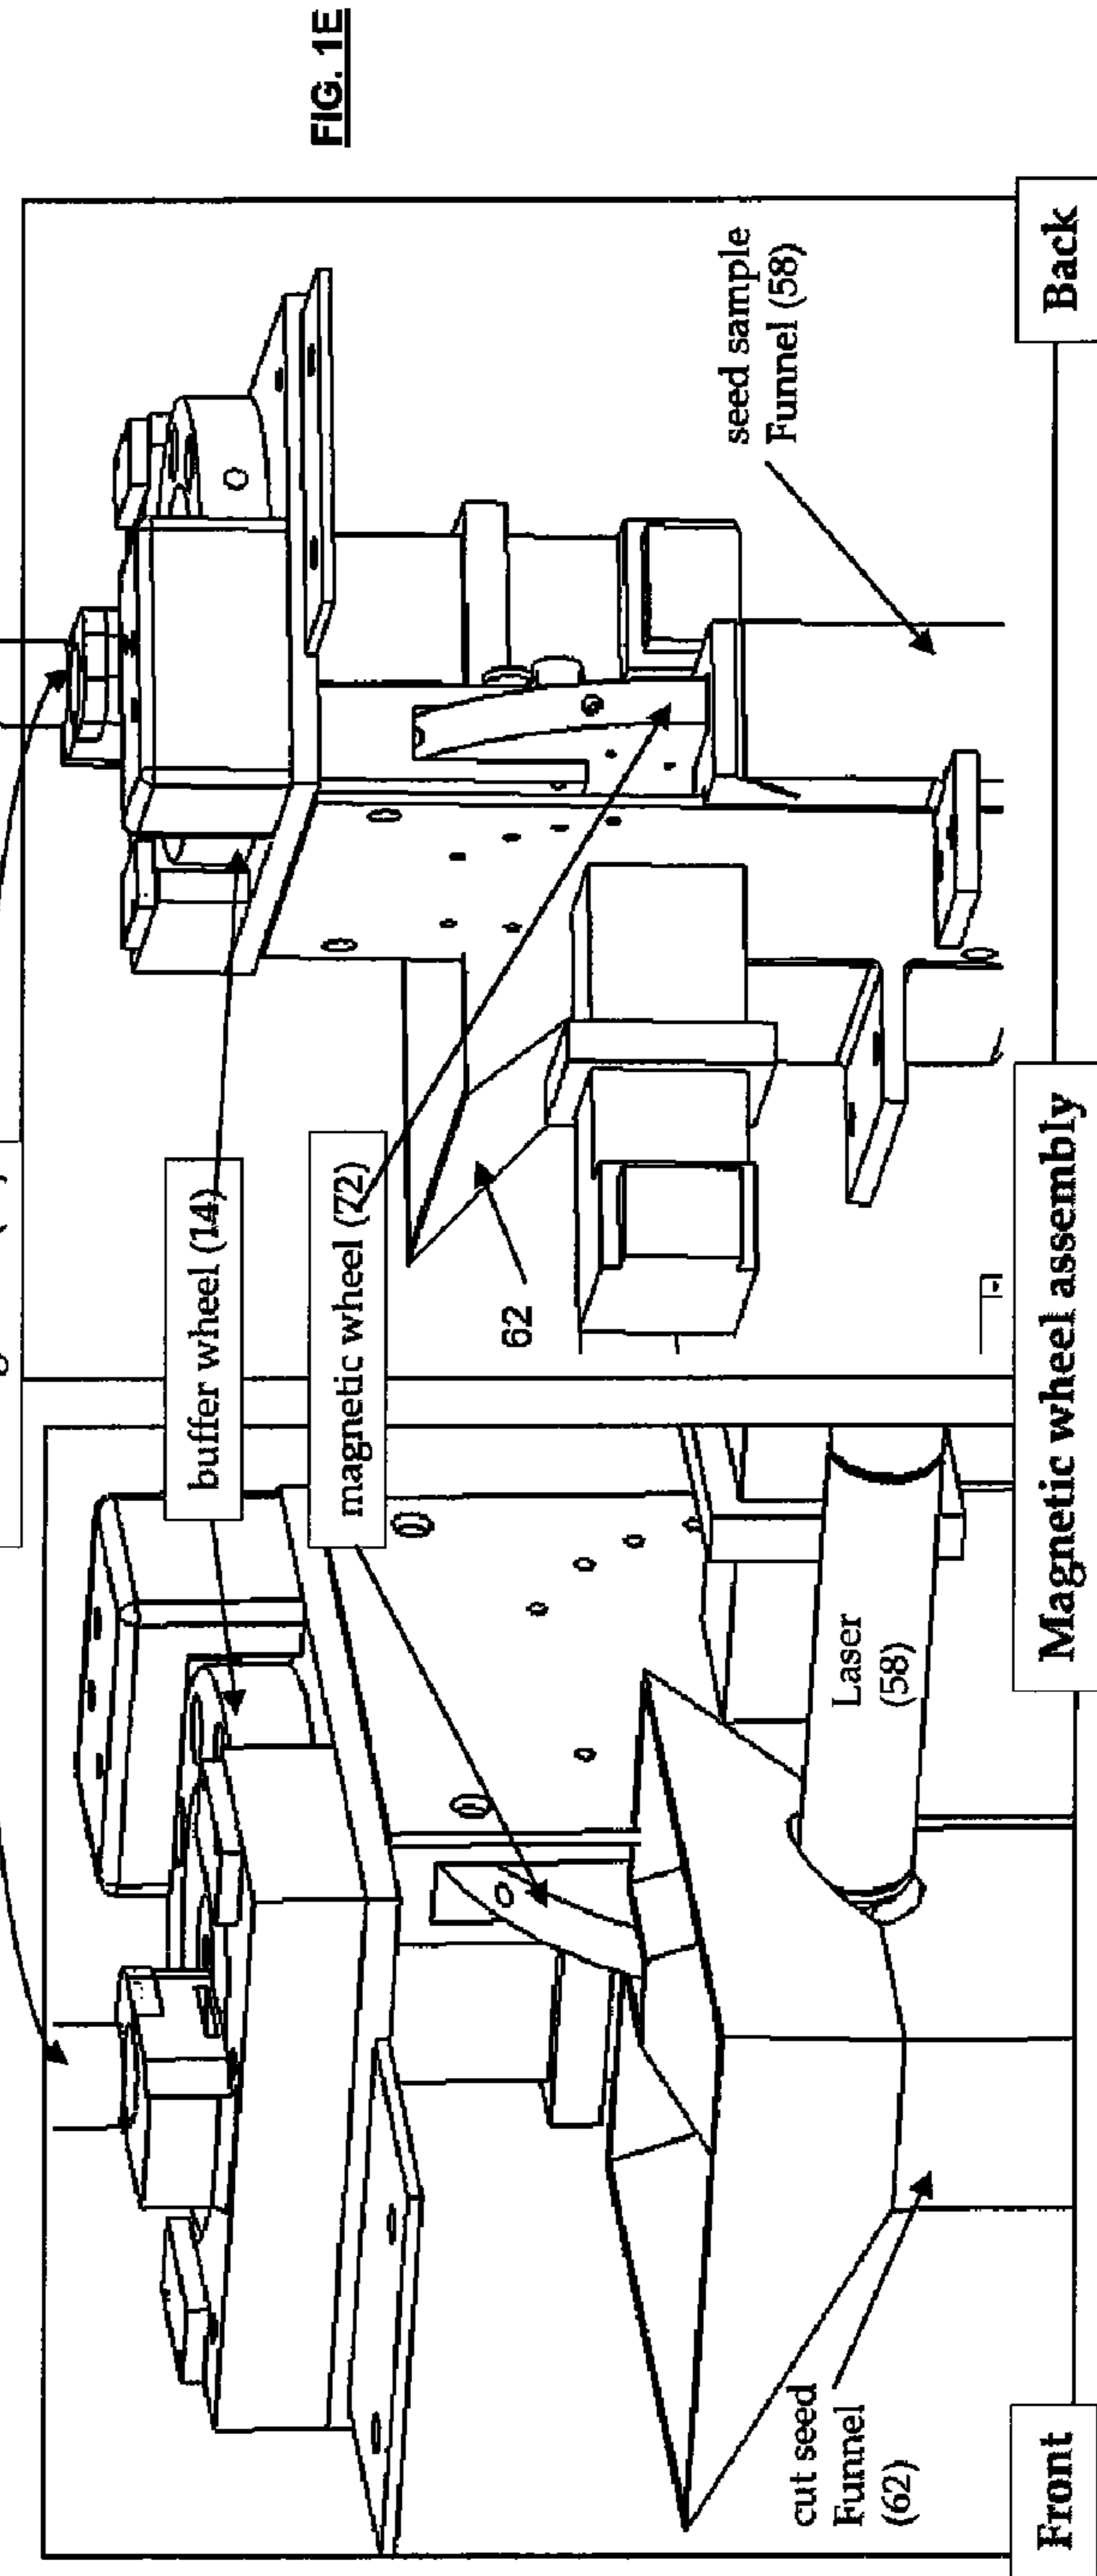 FIG. 1E
buffer wheel (14)
magnetic wheel (72)
62
seed sample
Funnel (58)
Laser
(58)
cut seed
Funnel
(62)
Front
Magnetic wheel assembly
Back